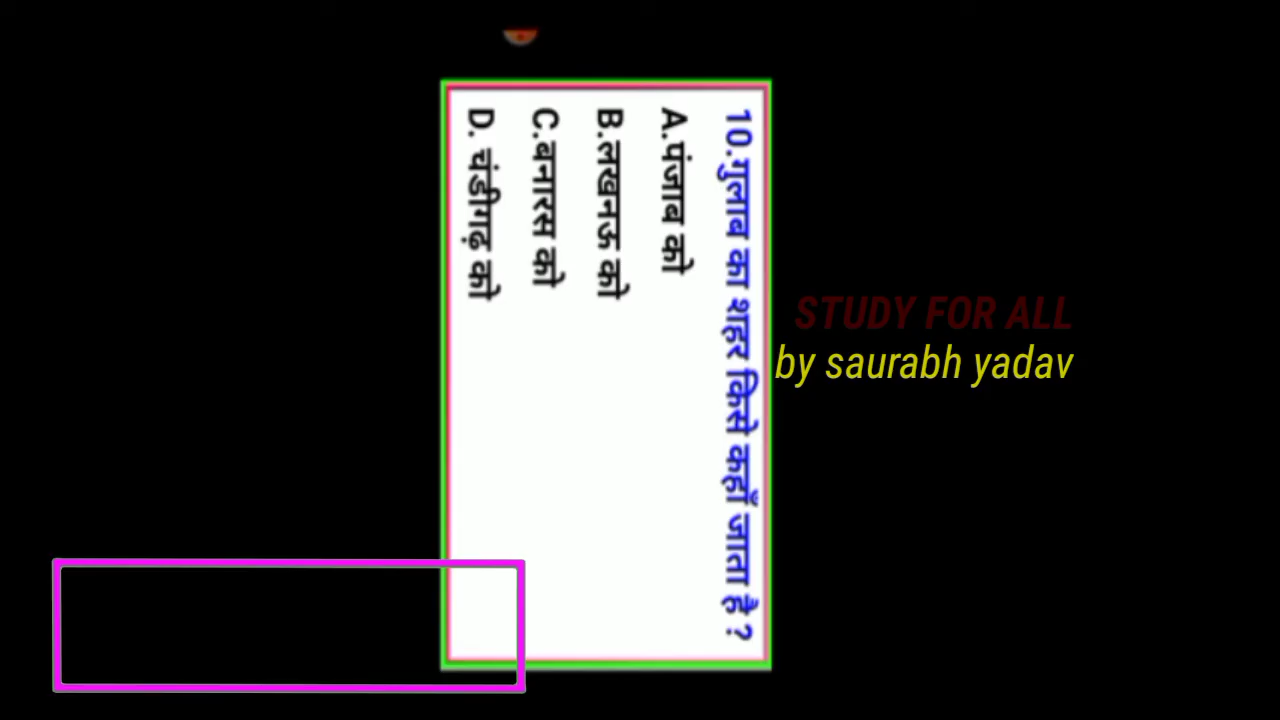 10.गुलाब का शहर किसे कहाँ जाता है ?
A.पंजाब को
B.लखनऊ को
C.बनारस को
D. चंडीगढ़ को
STUDY FOR ALL
by saurabh yadav